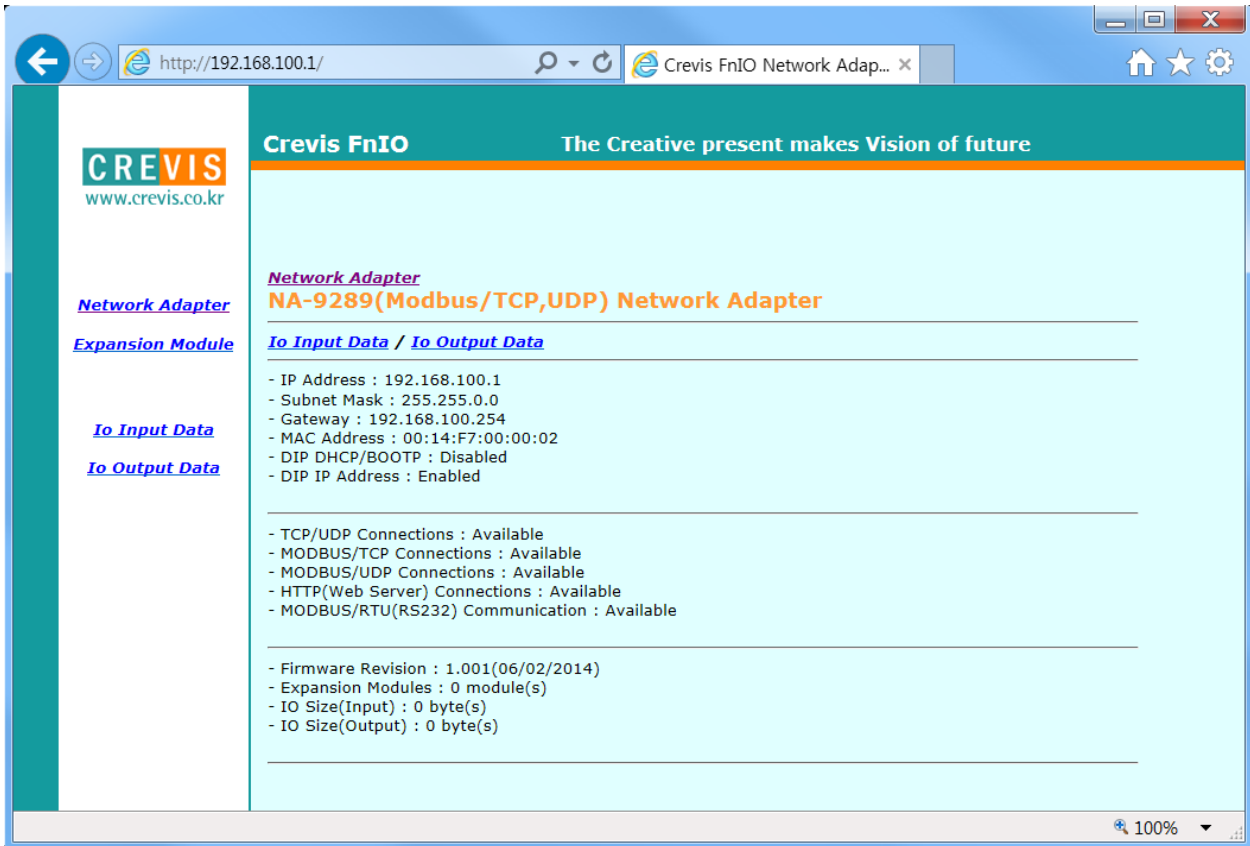 http://192.168.100.1/
Crevis FnIO Network Adap...
Crevis FnIO The Creative present makes Vision of future
CREVIS
www.crevis.co.kr
Network Adapter
Expansion Module
Io Input Data
Io Output Data
Network Adapter
NA-9289(Modbus/TCP,UDP) Network Adapter
Io Input Data / Io Output Data
- IP Address : 192.168.100.1
- Subnet Mask : 255.255.0.0
- Gateway : 192.168.100.254
- MAC Address : 00:14:F7:00:00:02
- DIP DHCP/BOOTP : Disabled
- DIP IP Address : Enabled
- TCP/UDP Connections : Available
- MODBUS/TCP Connections : Available
- MODBUS/UDP Connections : Available
- HTTP(Web Server) Connections : Available
- MODBUS/RTU(RS232) Communication : Available
- Firmware Revision : 1.001(06/02/2014)
- Expansion Modules : 0 module(s)
- IO Size(Input) : 0 byte(s)
- IO Size(Output) : 0 byte(s)
100%